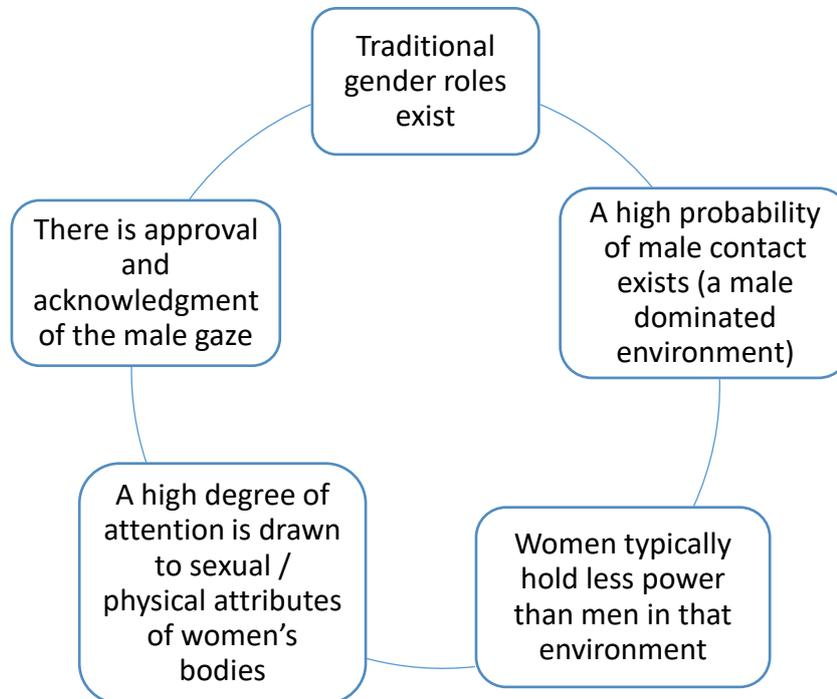 Traditional
gender roles
exist
A high probability
of male contact
exists (a male
dominated
environment)
Women typically
hold less power
than men in that
environment
A high degree of
attention is drawn
to sexual /
physical attributes
of women's
bodies
There is approval
and
acknowledgment
of the male gaze